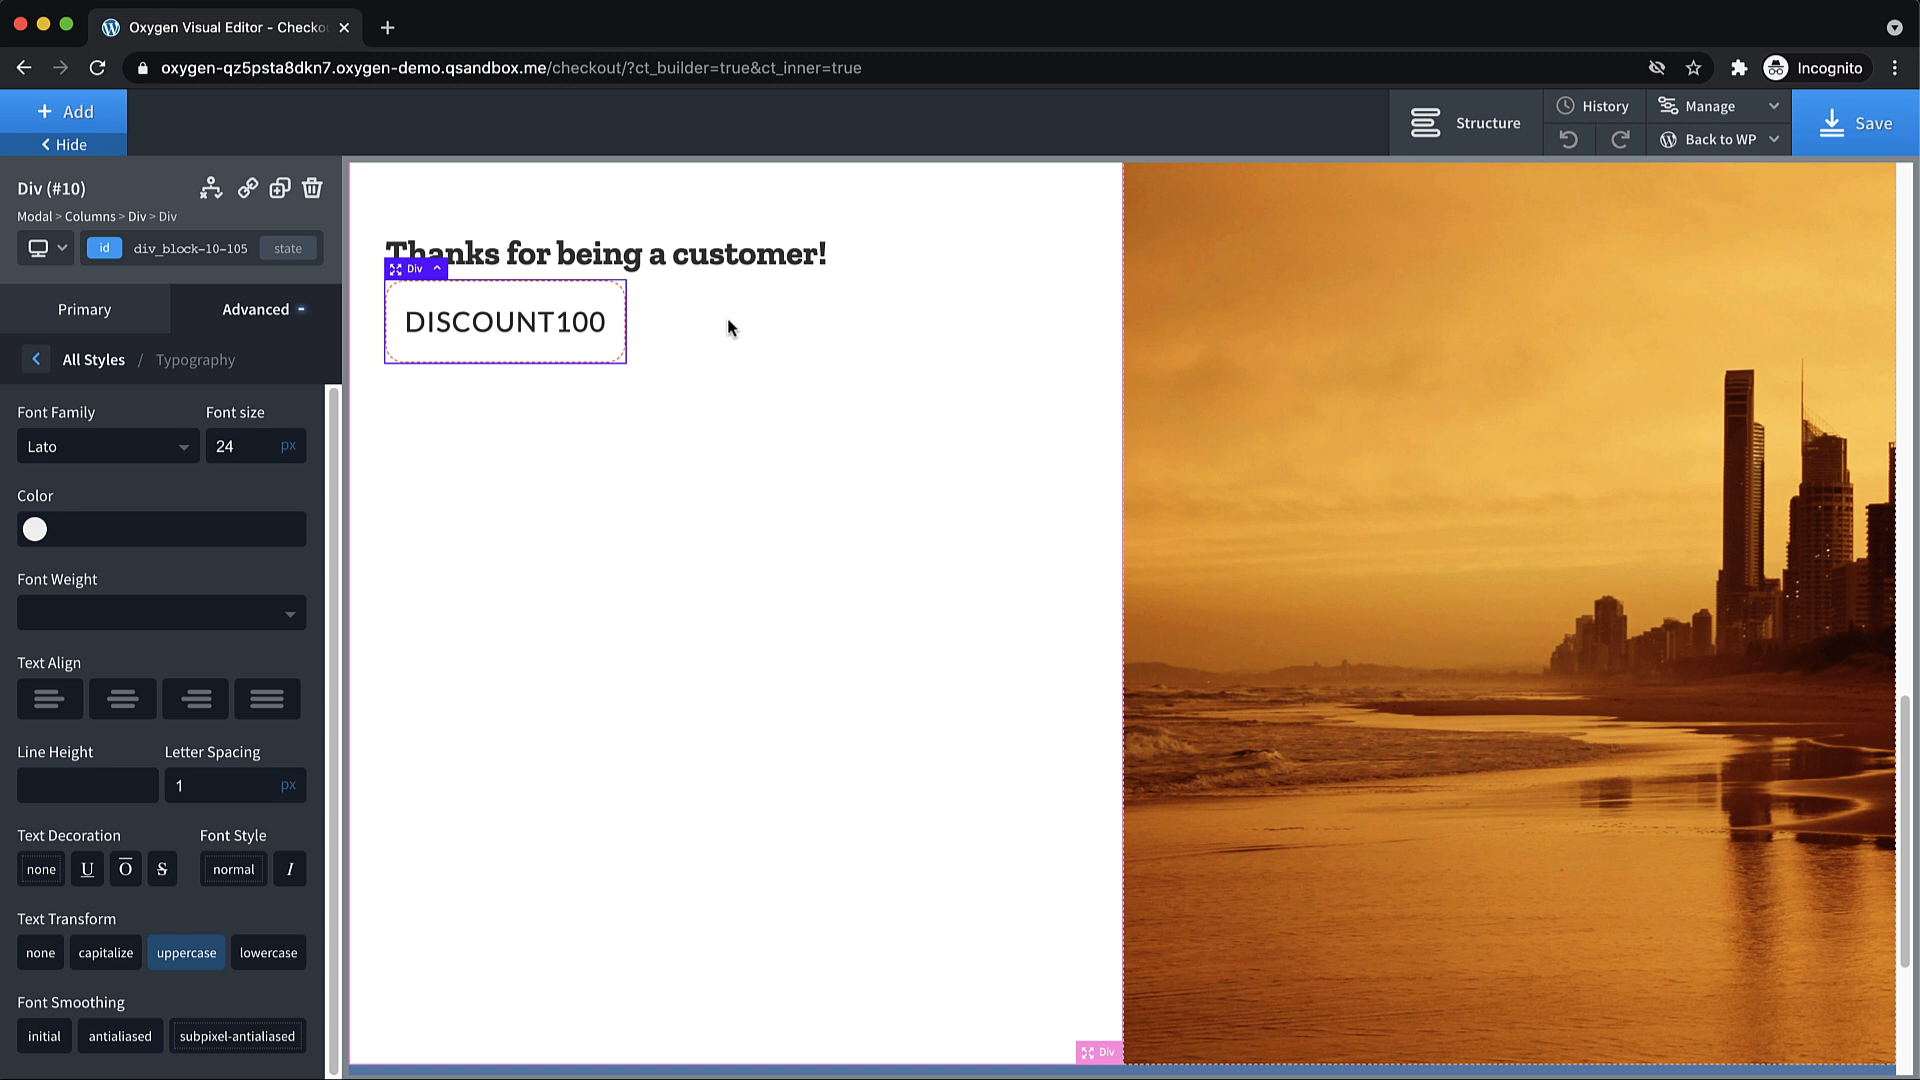 Oxygen Visual Editor - Checko
oxygen-qz5psta8dkn7.oxygen-demo.qsandbox.me/checkout/?ct_builder=true&ct_inner=true
Incognito
+ Add
Hide
Structure
History
Manage
Back to WP
Save
Div (#10)
Modal > Columns > Div > Div
id
div_block-10-105
state
Primary
Advanced
All Styles / Typography
Font Family
Font size
Lato
24
px
Color
Font Weight
Text Align
Line Height
Letter Spacing
1
px
Text Decoration
Font Style
none
U
O
S
normal
I
Text Transform
none
capitalize
uppercase
lowercase
Font Smoothing
initial
antialiased
subpixel-antialiased
Thanks for being a customer!
Div
DISCOUNT100
Div